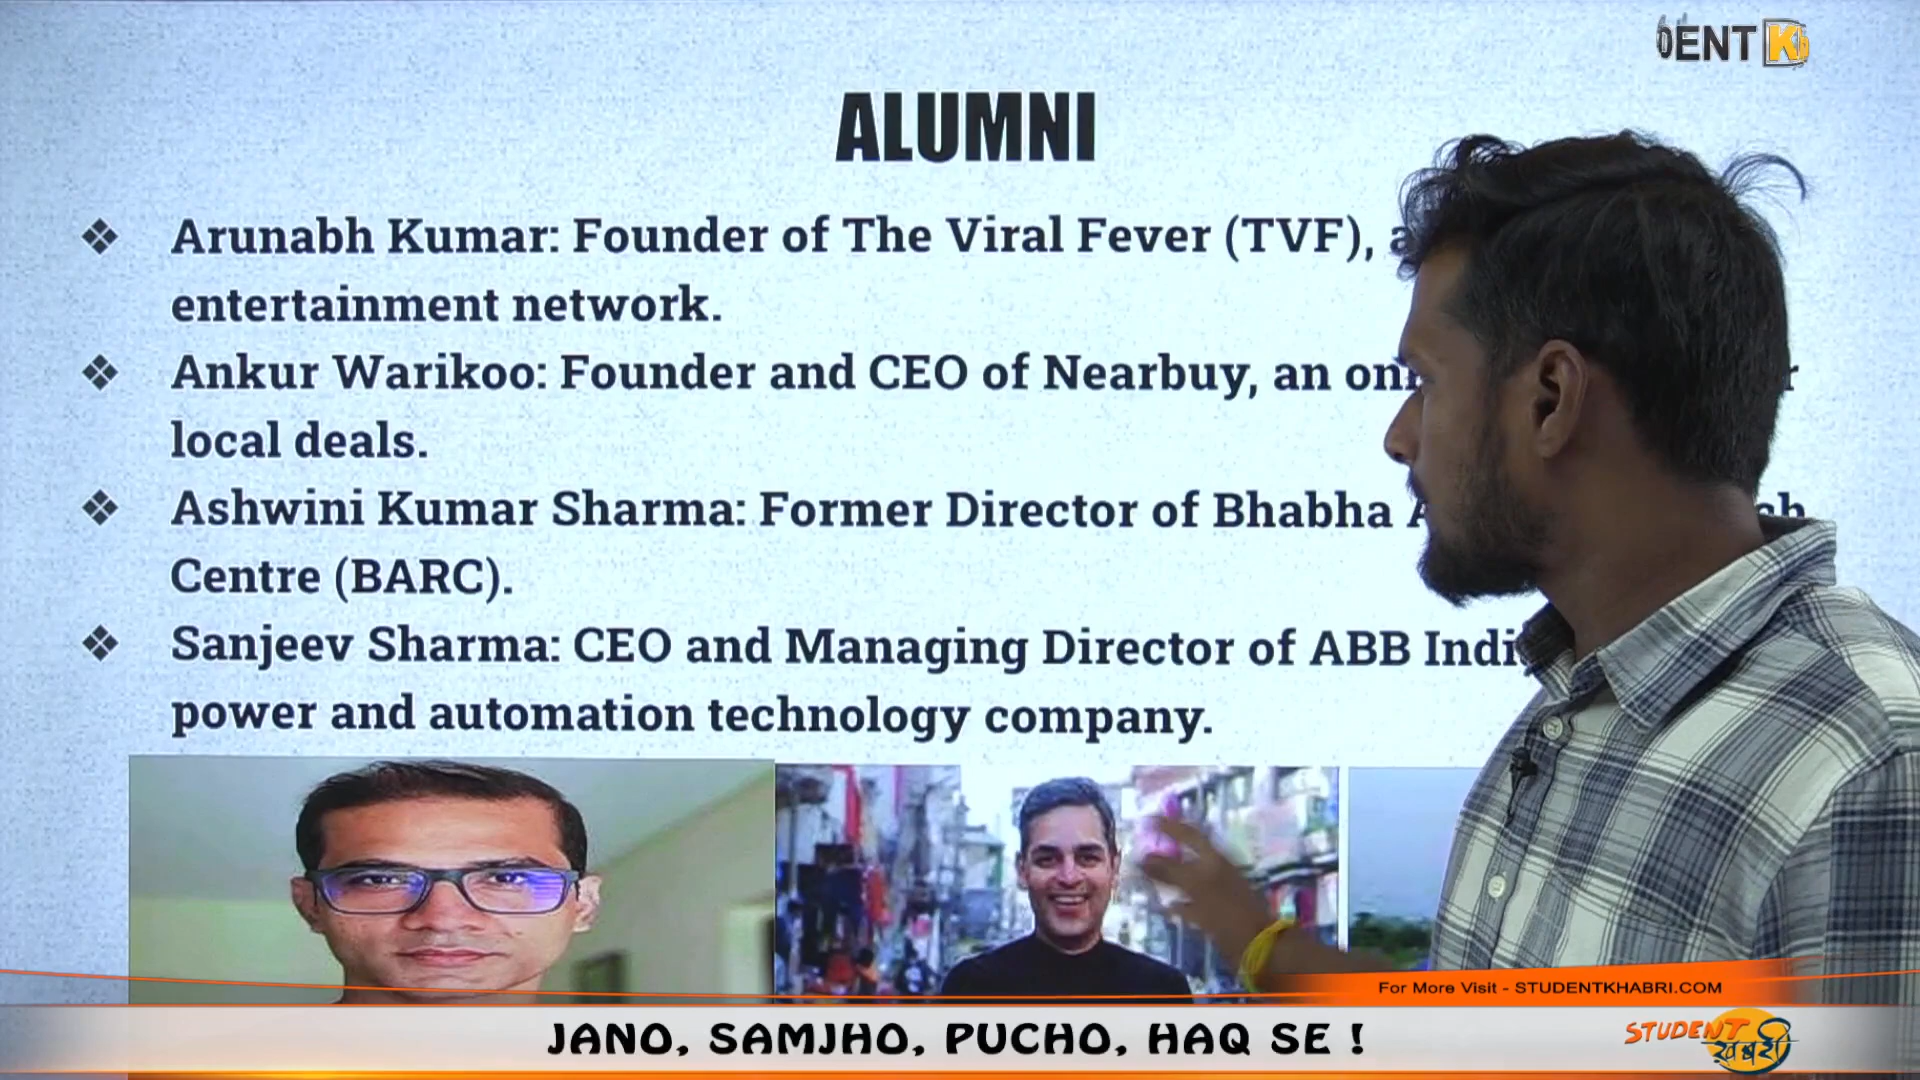 DENT K
ALUMNI
❖ Arunabh Kumar: Founder of The Viral Fever (TVF), a
entertainment network.
❖ Ankur Warikoo: Founder and CEO of Nearbuy, an
local deals.
❖ Ashwini Kumar Sharma: Former Director of Bhabha
Centre (BARC).
❖ Sanjeev Sharma: CEO and Managing Director of ABB
power and automation technology company.
For More Visit - STUDENTKHABRI.COM
JANO, SAMJHO, PUCHO, HAQ SE !
STUDENT
ख़बरी